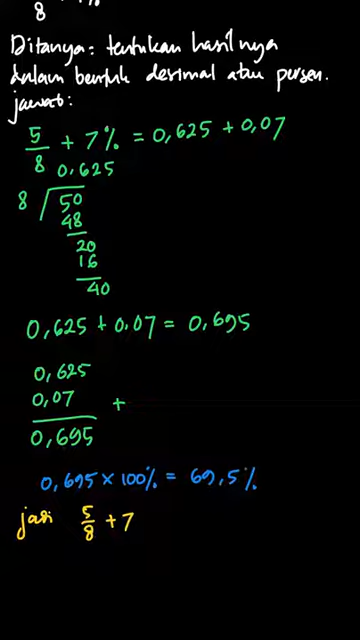 8
Ditanya: tentukan hasilnya
dalam bentuk desimal atau persen.
jawab:
5/8 + 7% = 0,625 + 0,07
0.625
8 √50
48
20
16
40
0,625 + 0,07 = 0,695
0,625
0,07 +
0,695
0,695 × 100% = 69,5%
jadi 5/8 + 7